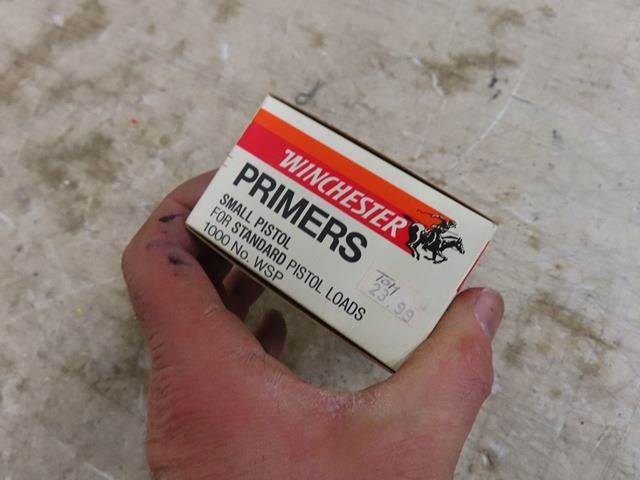 WINCHESTER
PRIMERS
SMALL PISTOL
FOR STANDARD PISTOL LOADS
1000 No. WSP
23.99